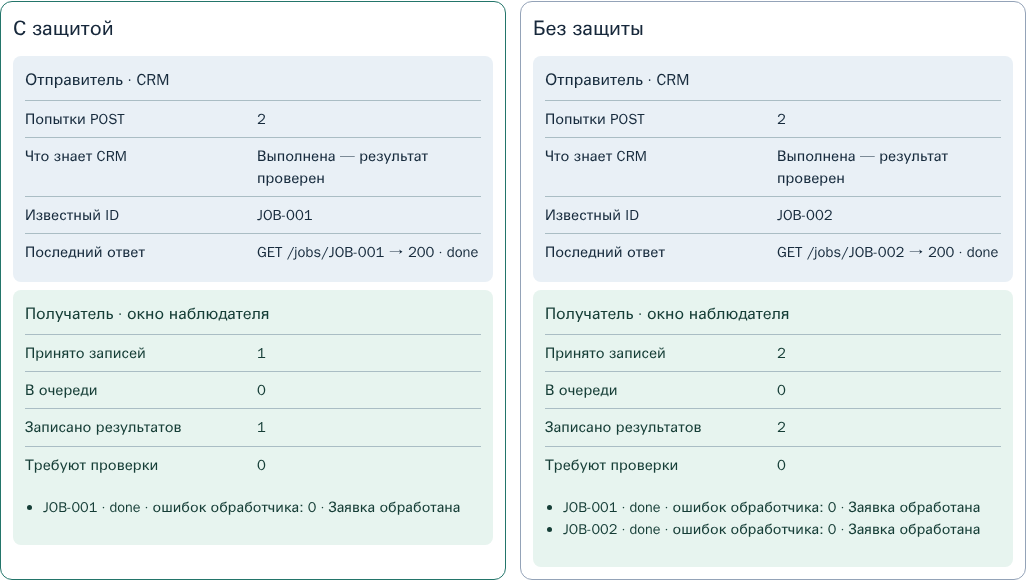 С защитой
Отправитель · CRM
Попытки POST 2
Что знает CRM Выполнена — результат
проверен
Известный ID JOB-001
Последний ответ GET /jobs/JOB-001 → 200 · done
Получатель · окно наблюдателя
Принято записей 1
В очереди 0
Записано результатов 1
Требуют проверки 0
• JOB-001 · done · ошибок обработчика: 0 · Заявка обработана
Без защиты
Отправитель · CRM
Попытки POST 2
Что знает CRM Выполнена — результат
проверен
Известный ID JOB-002
Последний ответ GET /jobs/JOB-002 → 200 · done
Получатель · окно наблюдателя
Принято записей 2
В очереди 0
Записано результатов 2
Требуют проверки 0
• JOB-001 · done · ошибок обработчика: 0 · Заявка обработана
• JOB-002 · done · ошибок обработчика: 0 · Заявка обработана